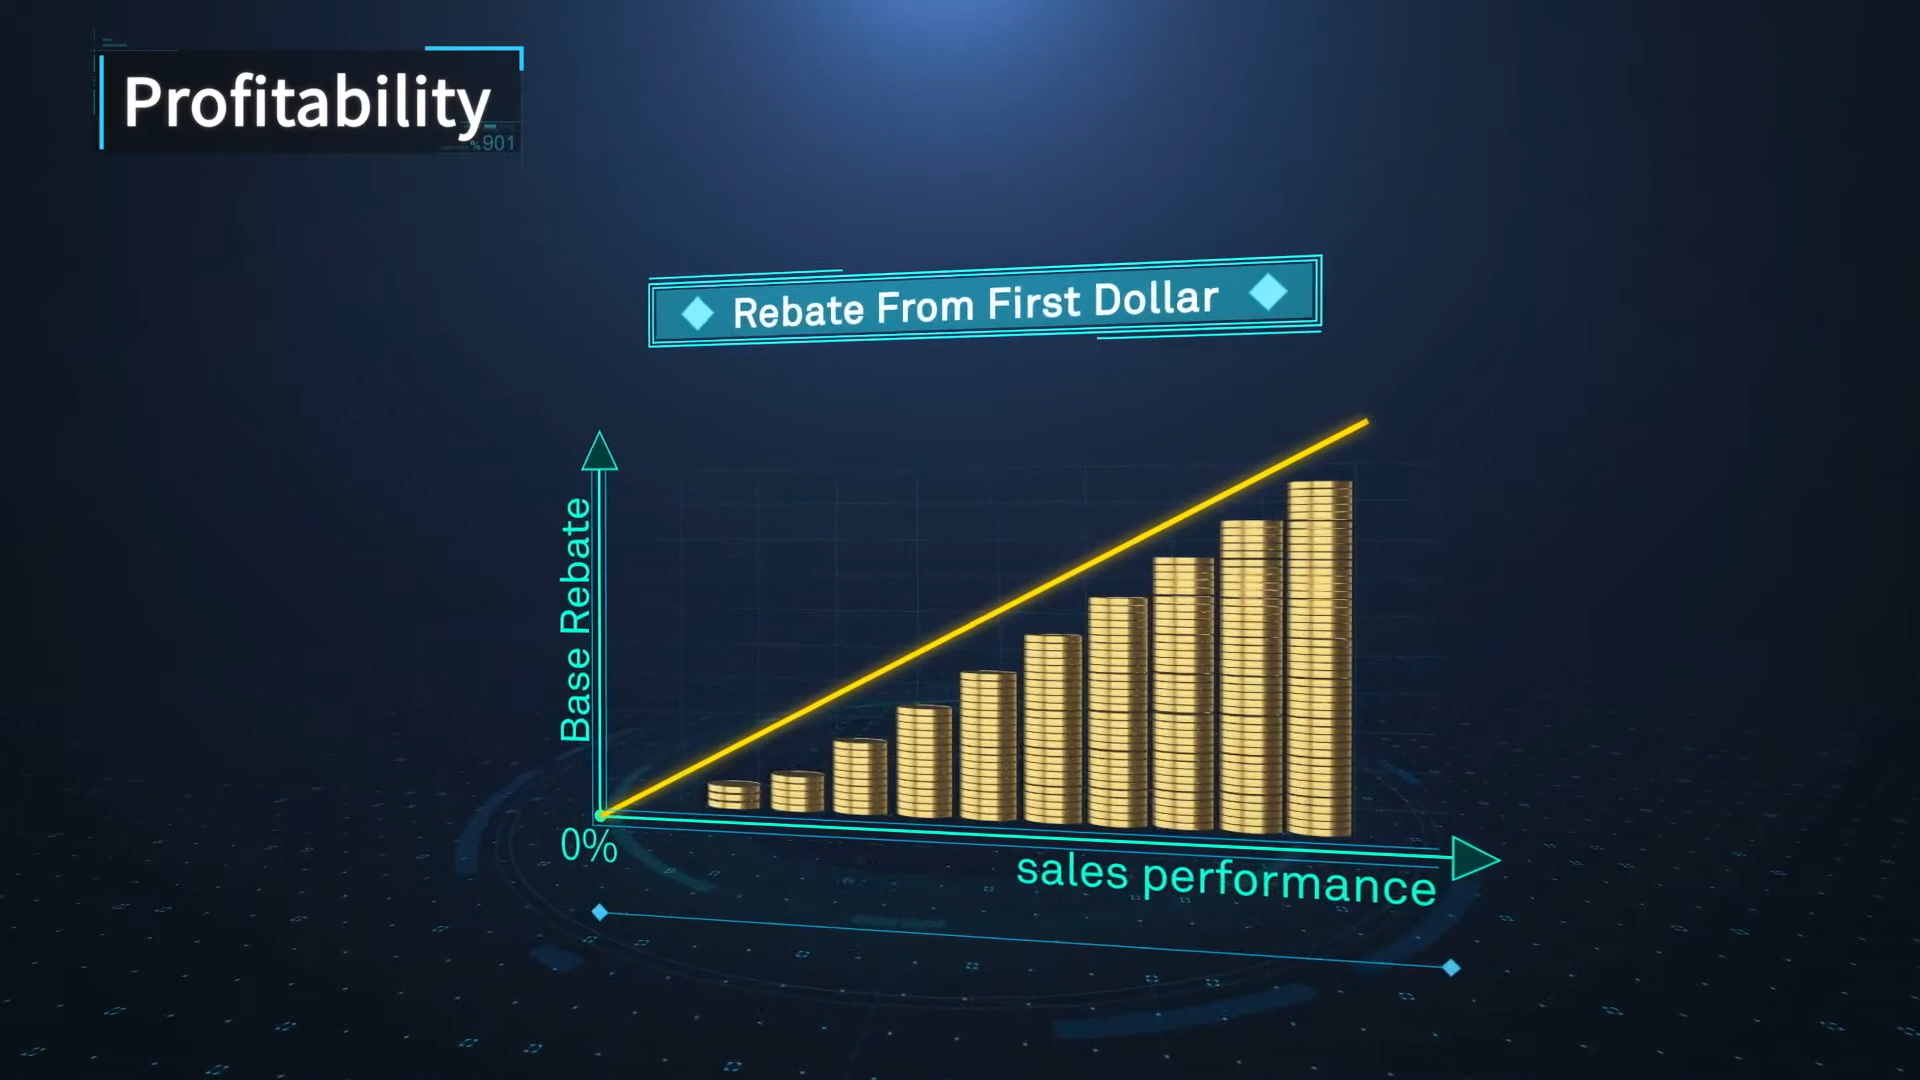 Profitability
%901
Rebate From First Dollar
Base Rebate
0%
sales performance